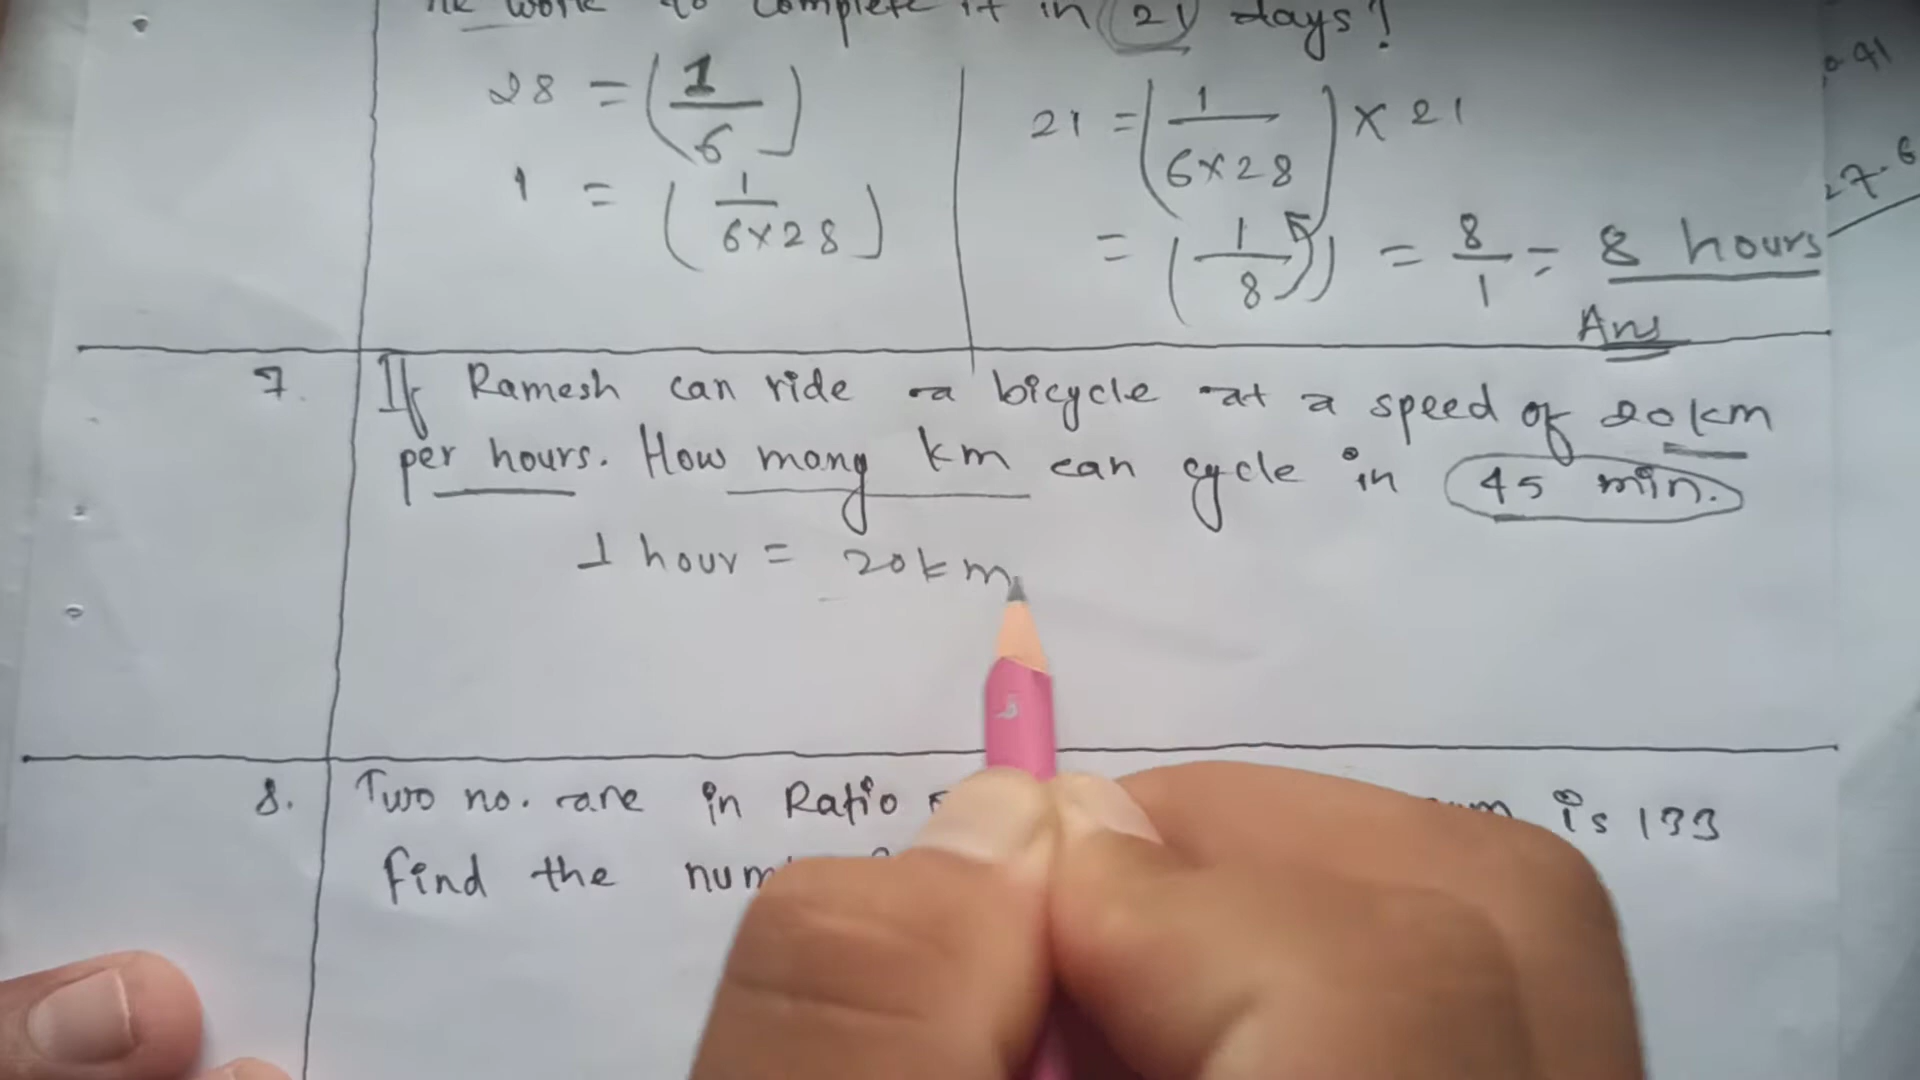 work to complete it in 21 days?
28 = (1/6)
1 = (1/6×28)
21 = (1/6×28) × 21
= (1/8) = 8/1 = 8 hours
Ans
7. If Ramesh can ride a bicycle at a speed of 20km
per hours. How many km can cycle in 45 min.
1 hour = 20km
8. Two no. are in Ratio is 133
find the